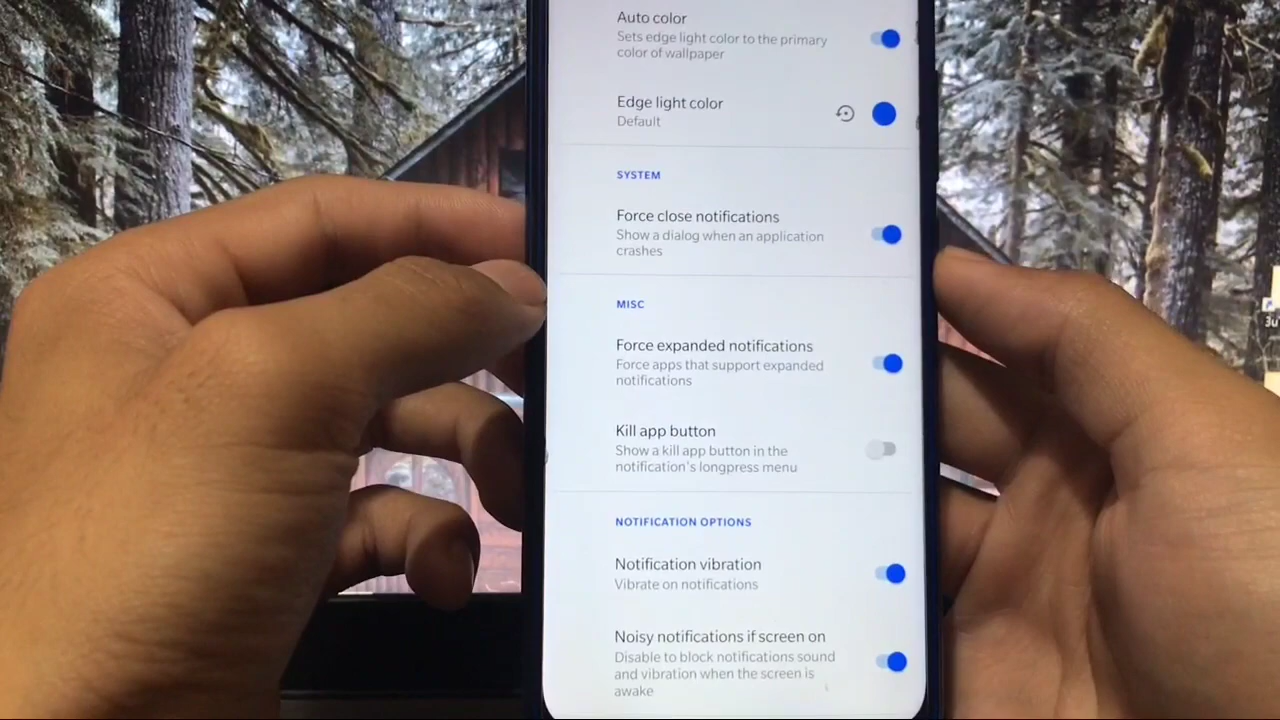 Auto color
Sets edge light color to the primary
color of wallpaper
Edge light color
Default
SYSTEM
Force close notifications
Show a dialog when an application
crashes
MISC
Force expanded notifications
Force apps that support expanded
notifications
Kill app button
Show a kill app button in the
notification's longpress menu
NOTIFICATION OPTIONS
Notification vibration
Vibrate on notifications
Noisy notifications if screen on
Disable to block notifications sound
and vibration when the screen is
awake